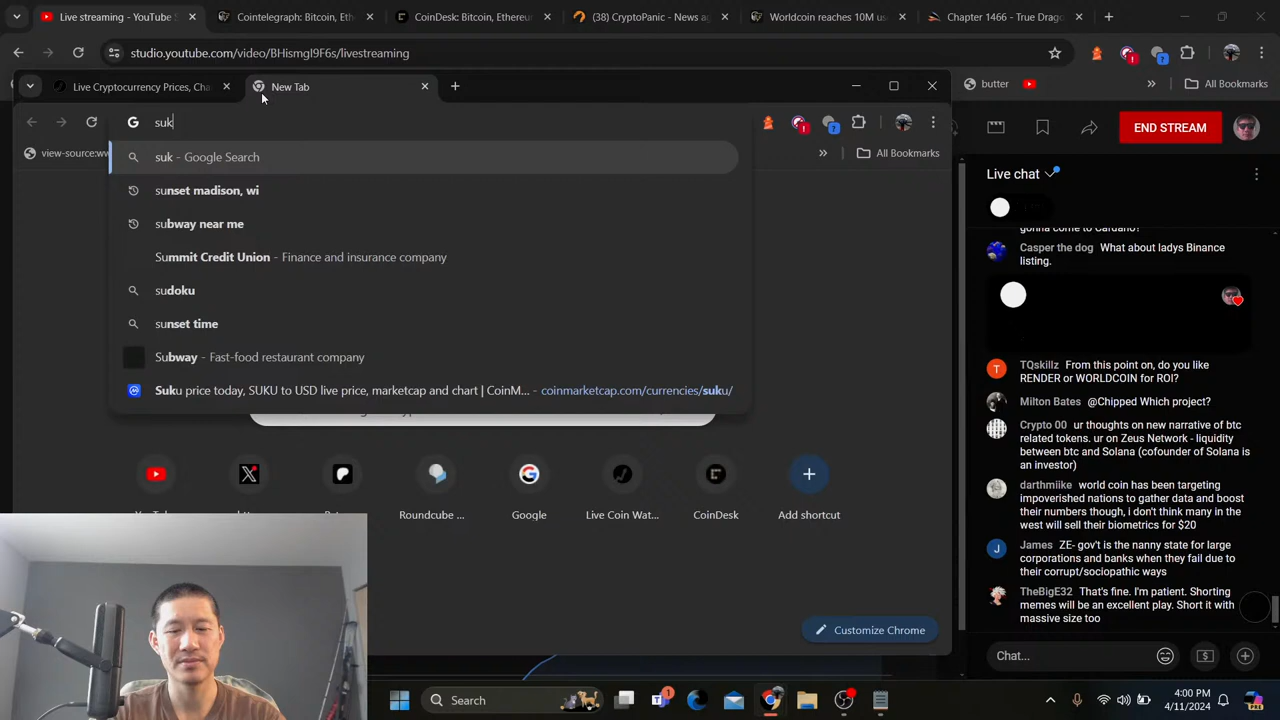 Live streaming - YouTube S
Cointelegraph: Bitcoin, Eth
CoinDesk: Bitcoin, Ethereu
(38) CryptoPanic - News ag
Worldcoin reaches 10M us
Chapter 1466 - True Drago
studio.youtube.com/video/BHismgI9F6s/livestreaming
butter
All Bookmarks
Live Cryptocurrency Prices, Cha
New Tab
suk
view-source:ww
All Bookmarks
suk - Google Search
sunset madison, wi
subway near me
Summit Credit Union - Finance and insurance company
sudoku
sunset time
Subway - Fast-food restaurant company
Suku price today, SUKU to USD live price, marketcap and chart | CoinM... - coinmarketcap.com/currencies/suku/
Roundcube ...
Google
Live Coin Wat...
CoinDesk
Add shortcut
Customize Chrome
END STREAM
Live chat
gonna come to Cardano?
Casper the dog What about ladys Binance
listing.
TQskillz From this point on, do you like
RENDER or WORLDCOIN for ROI?
Milton Bates @Chipped Which project?
Crypto 00 ur thoughts on new narrative of btc
related tokens. ur on Zeus Network - liquidity
between btc and Solana (cofounder of Solana is
an investor)
darthmiike world coin has been targeting
impoverished nations to gather data and boost
their numbers though, i don't think many in the
west will sell their biometrics for $20
James ZE- gov't is the nanny state for large
corporations and banks when they fail due to
their corrupt/sociopathic ways
TheBigE32 That's fine. I'm patient. Shorting
memes will be an excellent play. Short it with
massive size too
Chat...
Search
4:00 PM
4/11/2024